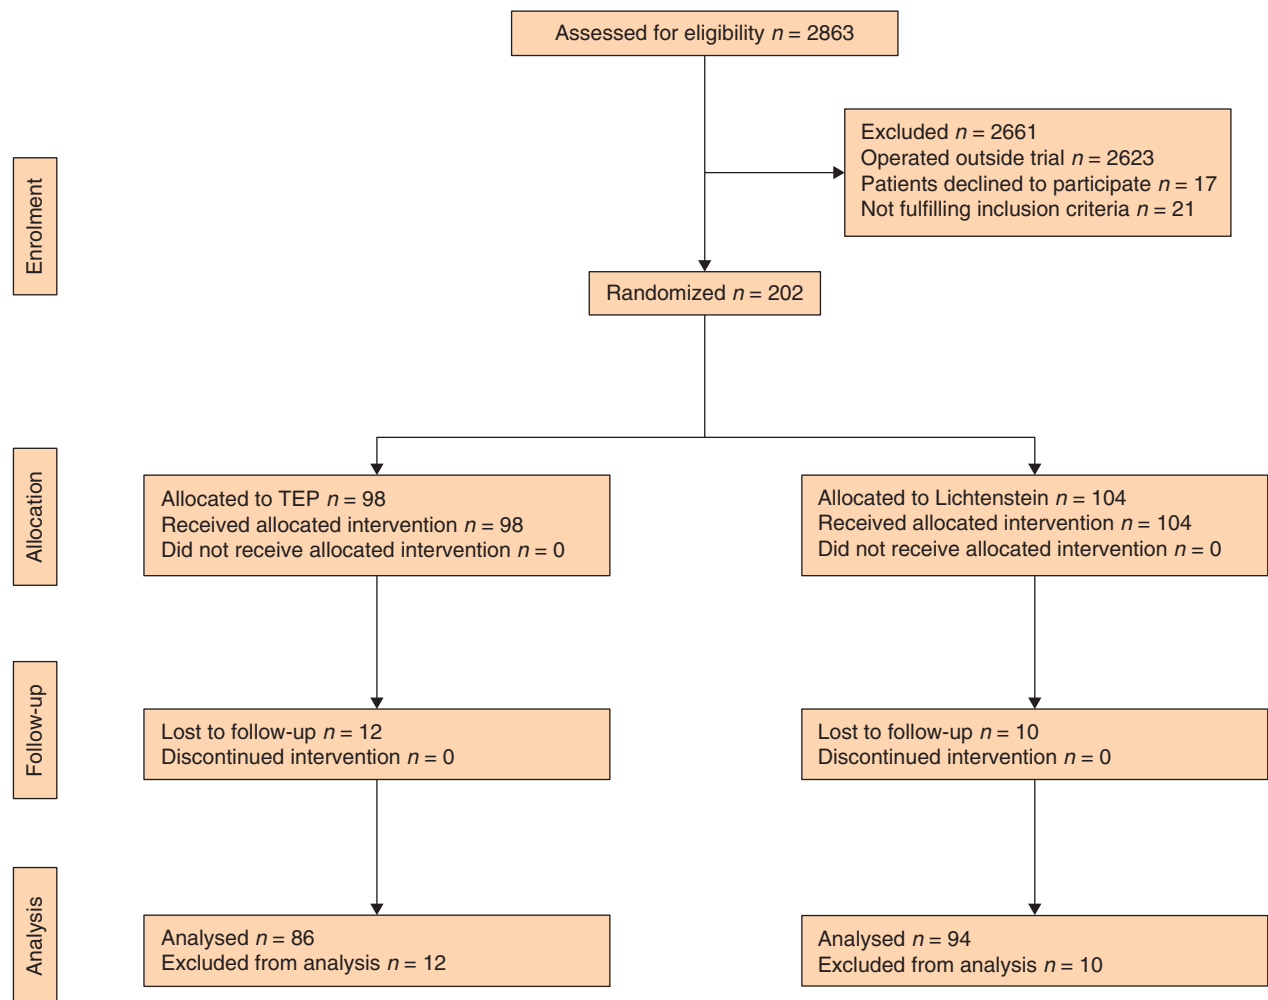 Assessed for eligibility n = 2863
Enrolment
Excluded n = 2661
Operated outside trial n = 2623
Patients declined to participate n = 17
Not fulfilling inclusion criteria n = 21
Randomized n = 202
Allocation
Allocated to TEP n = 98
Received allocated intervention n = 98
Did not receive allocated intervention n = 0
Allocated to Lichtenstein n = 104
Received allocated intervention n = 104
Did not receive allocated intervention n = 0
Follow-up
Lost to follow-up n = 12
Discontinued intervention n = 0
Lost to follow-up n = 10
Discontinued intervention n = 0
Analysis
Analysed n = 86
Excluded from analysis n = 12
Analysed n = 94
Excluded from analysis n = 10